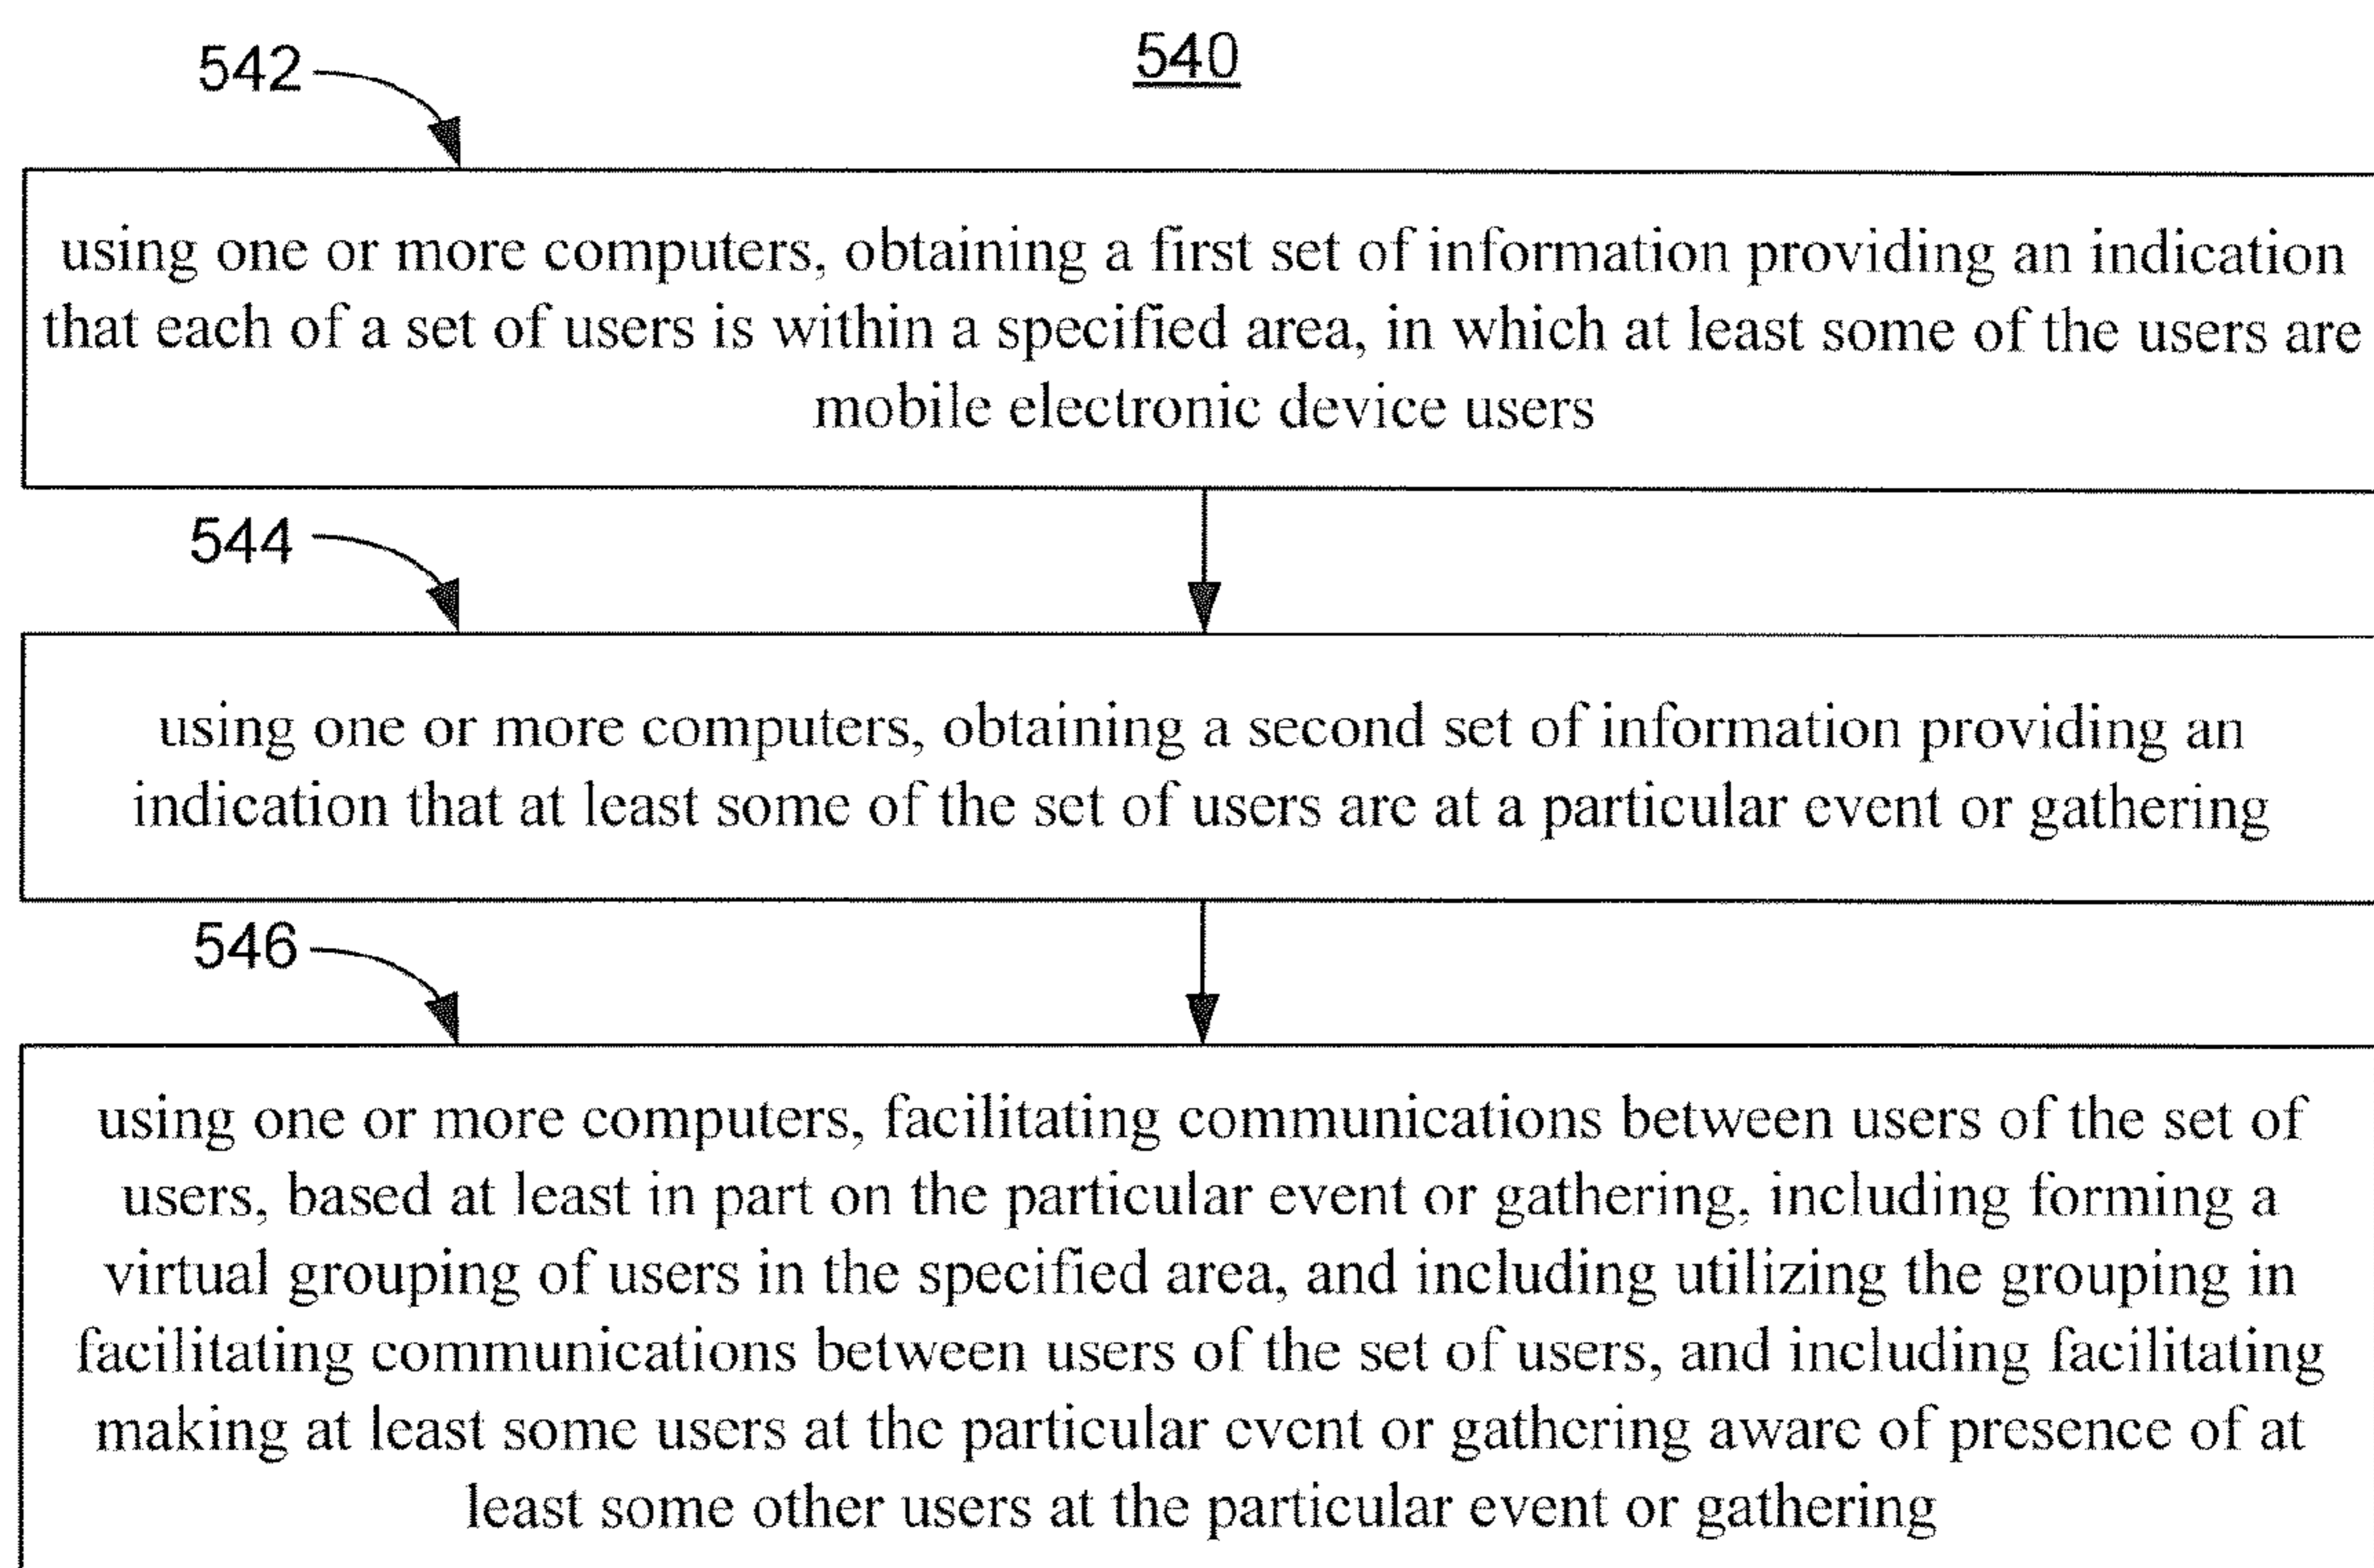 540
542
using one or more computers, obtaining a first set of information providing an indication
that each of a set of users is within a specified area, in which at least some of the users are
mobile electronic device users
544
using one or more computers, obtaining a second set of information providing an
indication that at least some of the set of users are at a particular event or gathering
546
using one or more computers, facilitating communications between users of the set of
users, based at least in part on the particular event or gathering, including forming a
virtual grouping of users in the specified area, and including utilizing the grouping in
facilitating communications between users of the set of users, and including facilitating
making at least some users at the particular event or gathering aware of presence of at
least some other users at the particular event or gathering